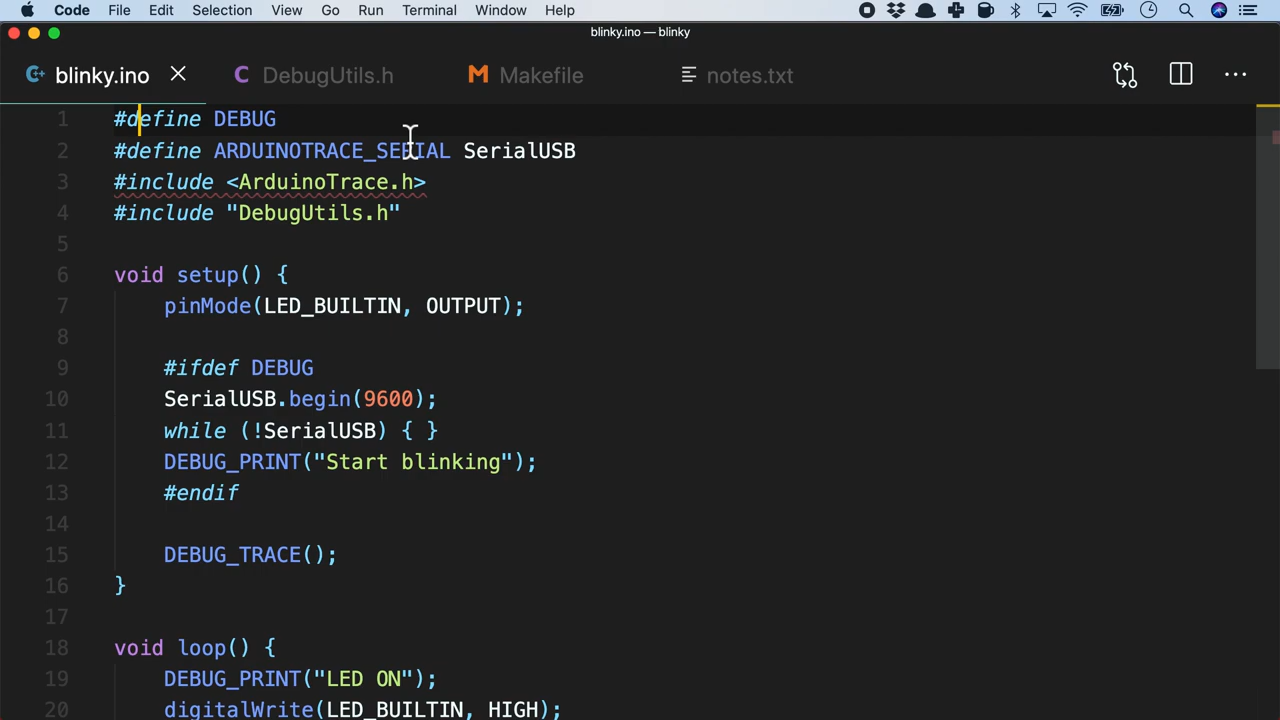 Code File Edit Selection View Go Run Terminal Window Help
blinky.ino — blinky
blinky.ino DebugUtils.h Makefile notes.txt
1 #define DEBUG
2 #define ARDUINOTRACE_SERIAL SerialUSB
3 #include <ArduinoTrace.h>
4 #include "DebugUtils.h"
5
6 void setup() {
7 pinMode(LED_BUILTIN, OUTPUT);
8
9 #ifdef DEBUG
10 SerialUSB.begin(9600);
11 while (!SerialUSB) { }
12 DEBUG_PRINT("Start blinking");
13 #endif
14
15 DEBUG_TRACE();
16 }
17
18 void loop() {
19 DEBUG_PRINT("LED ON");
20 digitalWrite(LED_BUILTIN, HIGH);